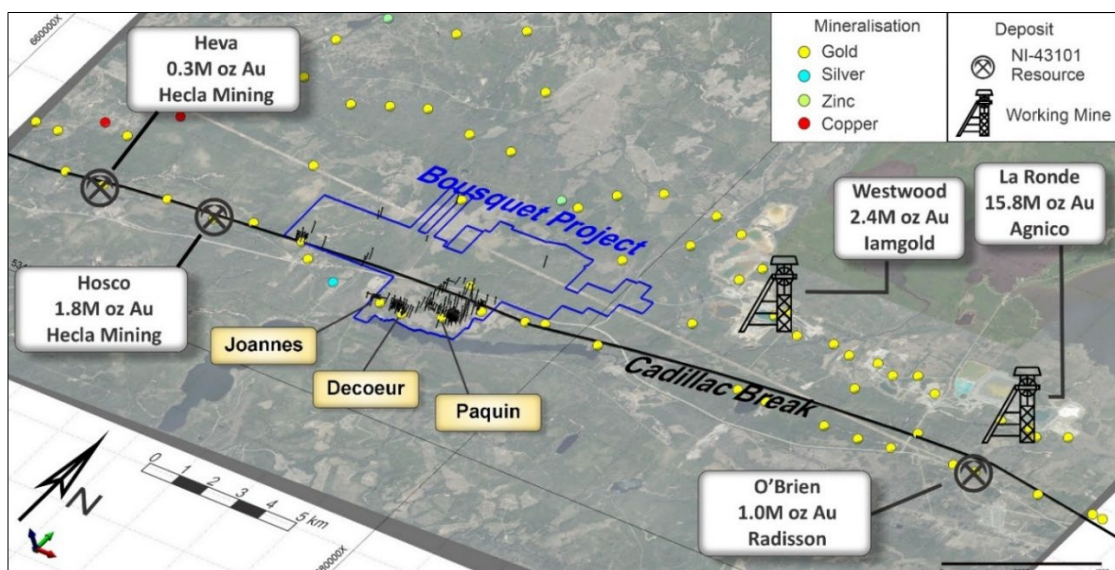 660000X
Heva
0.3M oz Au
Hecla Mining
Mineralisation
Gold
Silver
Zinc
Copper
Deposit
NI-43101
Resource
Working Mine
Bousquet Project
Westwood
2.4M oz Au
Iamgold
La Ronde
15.8M oz Au
Agnico
Hosco
1.8M oz Au
Hecla Mining
Joannes
Decoeur
Paquin
Cadillac Break
O'Brien
1.0M oz Au
Radisson
N
0 1 2 3 4 5 km